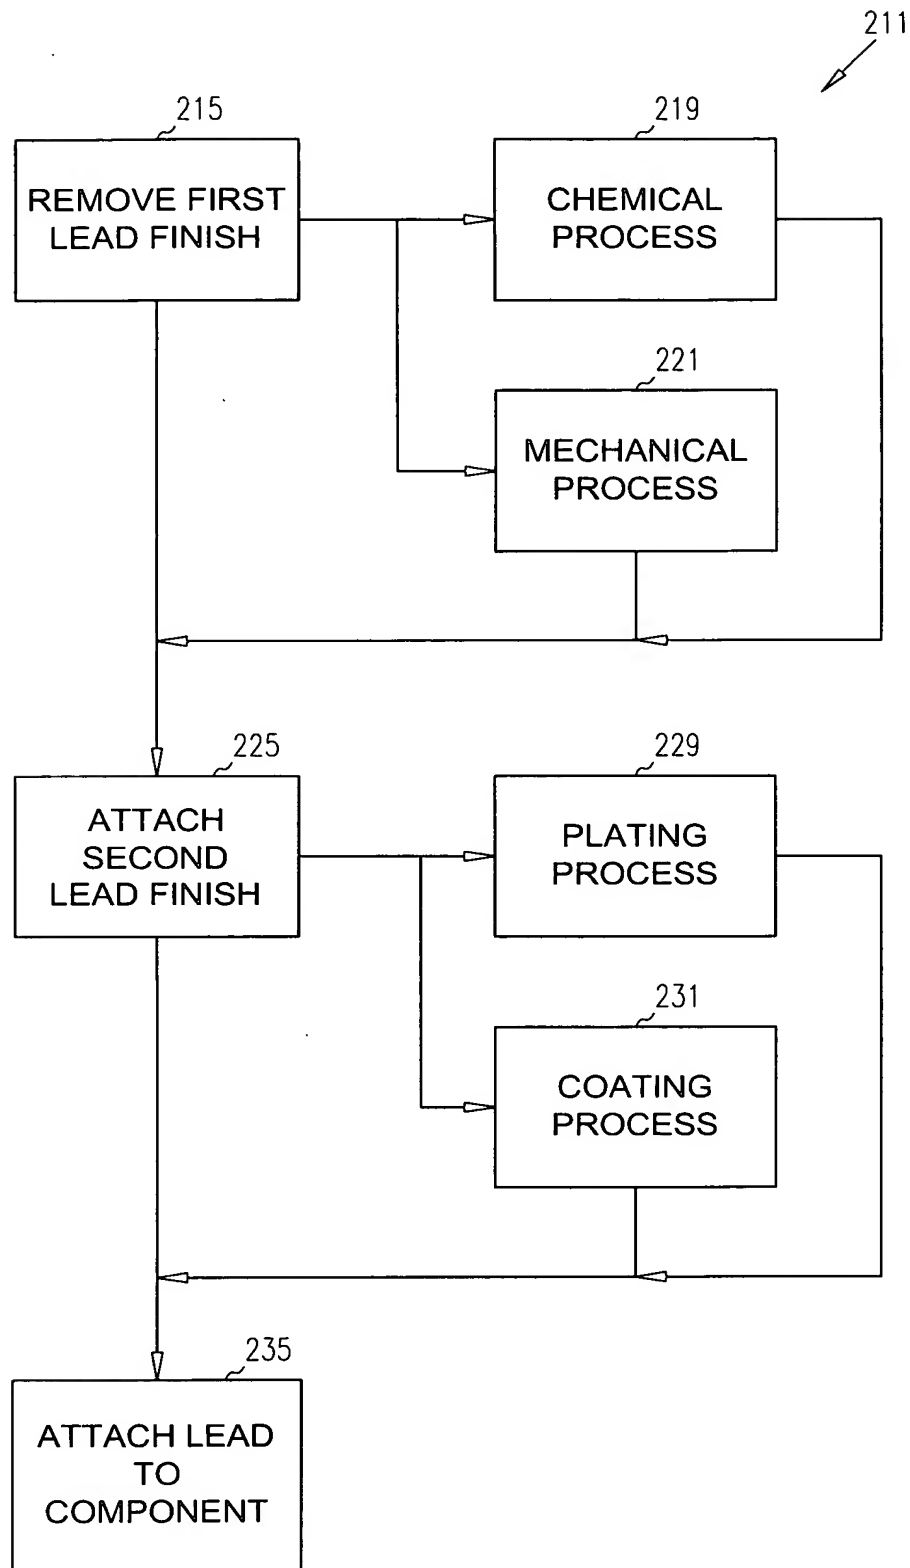 211
215
REMOVE FIRST
LEAD FINISH
219
CHEMICAL
PROCESS
221
MECHANICAL
PROCESS
225
ATTACH
SECOND
LEAD FINISH
229
PLATING
PROCESS
231
COATING
PROCESS
235
ATTACH LEAD
TO
COMPONENT